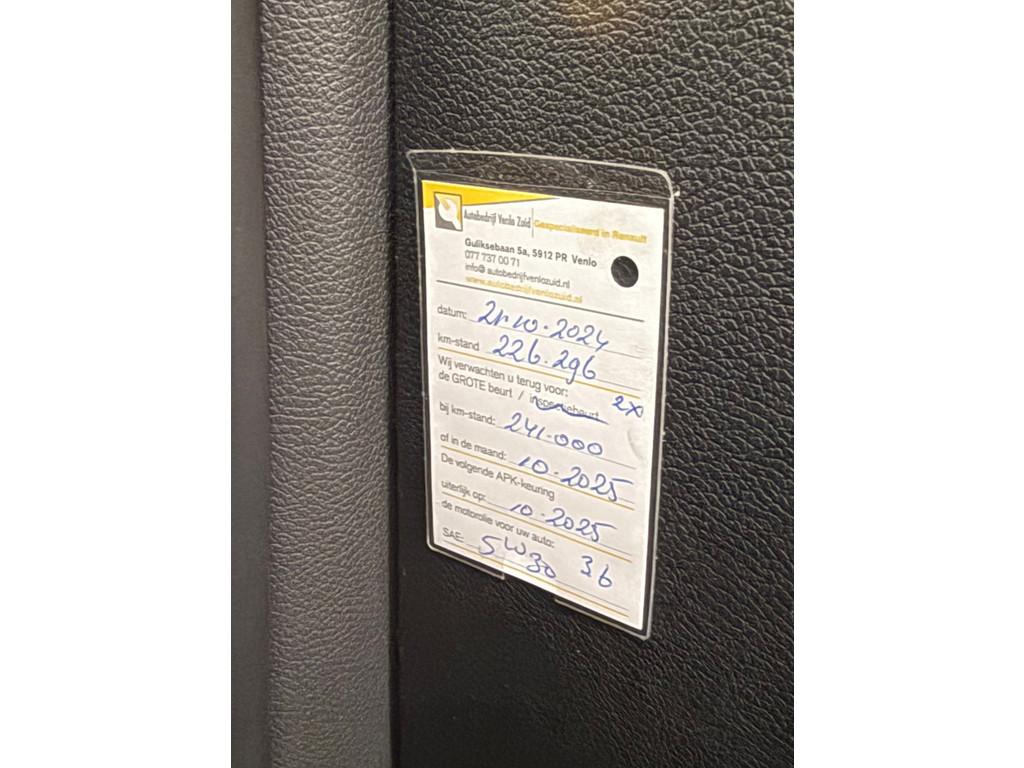 Autobedrijf Venlo Zuid Gespecialiseerd in Renault
Guliksebaan 5a, 5912 PR Venlo
077 737 00 71
info@autobedrijfvenlozuid.nl
www.autobedrijfvenlozuid.nl
datum: 21-10-2024
km-stand 226.296
Wij verwachten u terug voor:
de GROTE beurt / inspectiebeurt 2x
bij km-stand: 241.000
of in de maand: 10-2025
De volgende APK-keuring
uiterlijk op: 10-2025
de motorolie voor uw auto:
SAE: 5W30 36